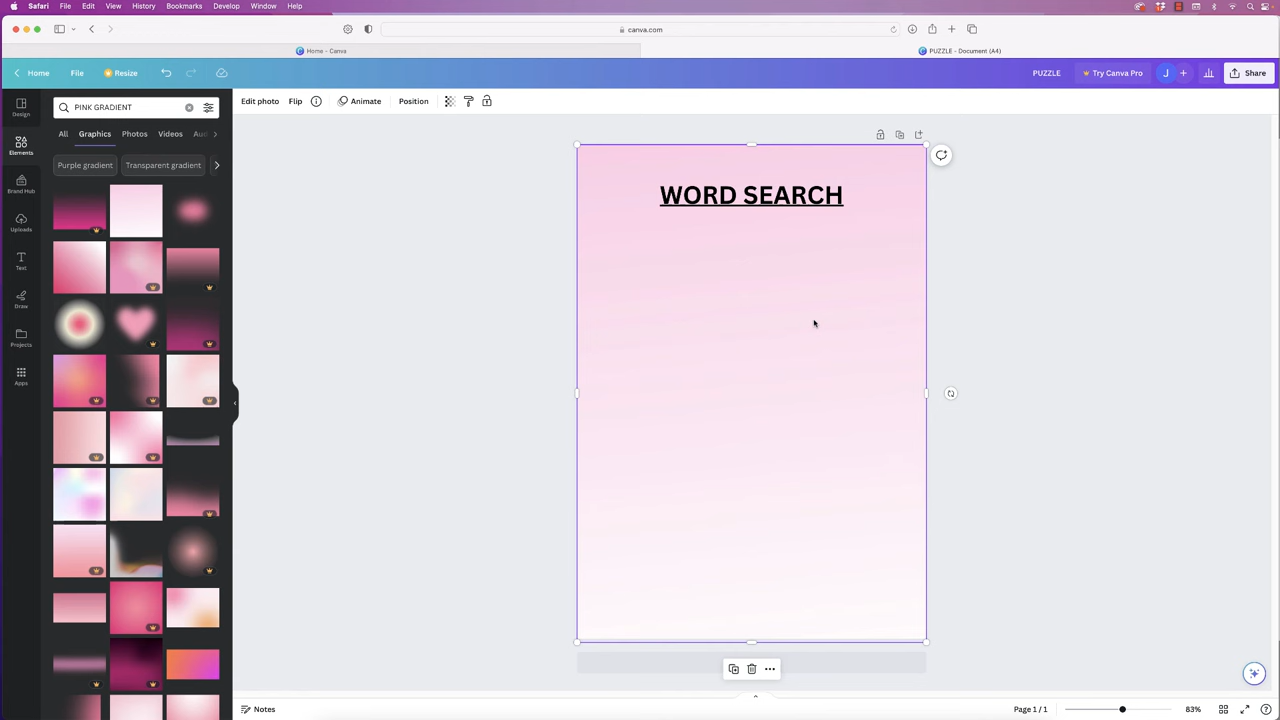 Safari File Edit View History Bookmarks Develop Window Help
canva.com
Home - Canva
PUZZLE - Document (A4)
Home File Resize
PUZZLE Try Canva Pro J Share
PINK GRADIENT
Edit photo Flip Animate Position
All Graphics Photos Videos Au
Purple gradient Transparent gradient
Design
Elements
Brand Hub
Uploads
Text
Draw
Projects
Apps
WORD SEARCH
Notes
Page 1 / 1
83%